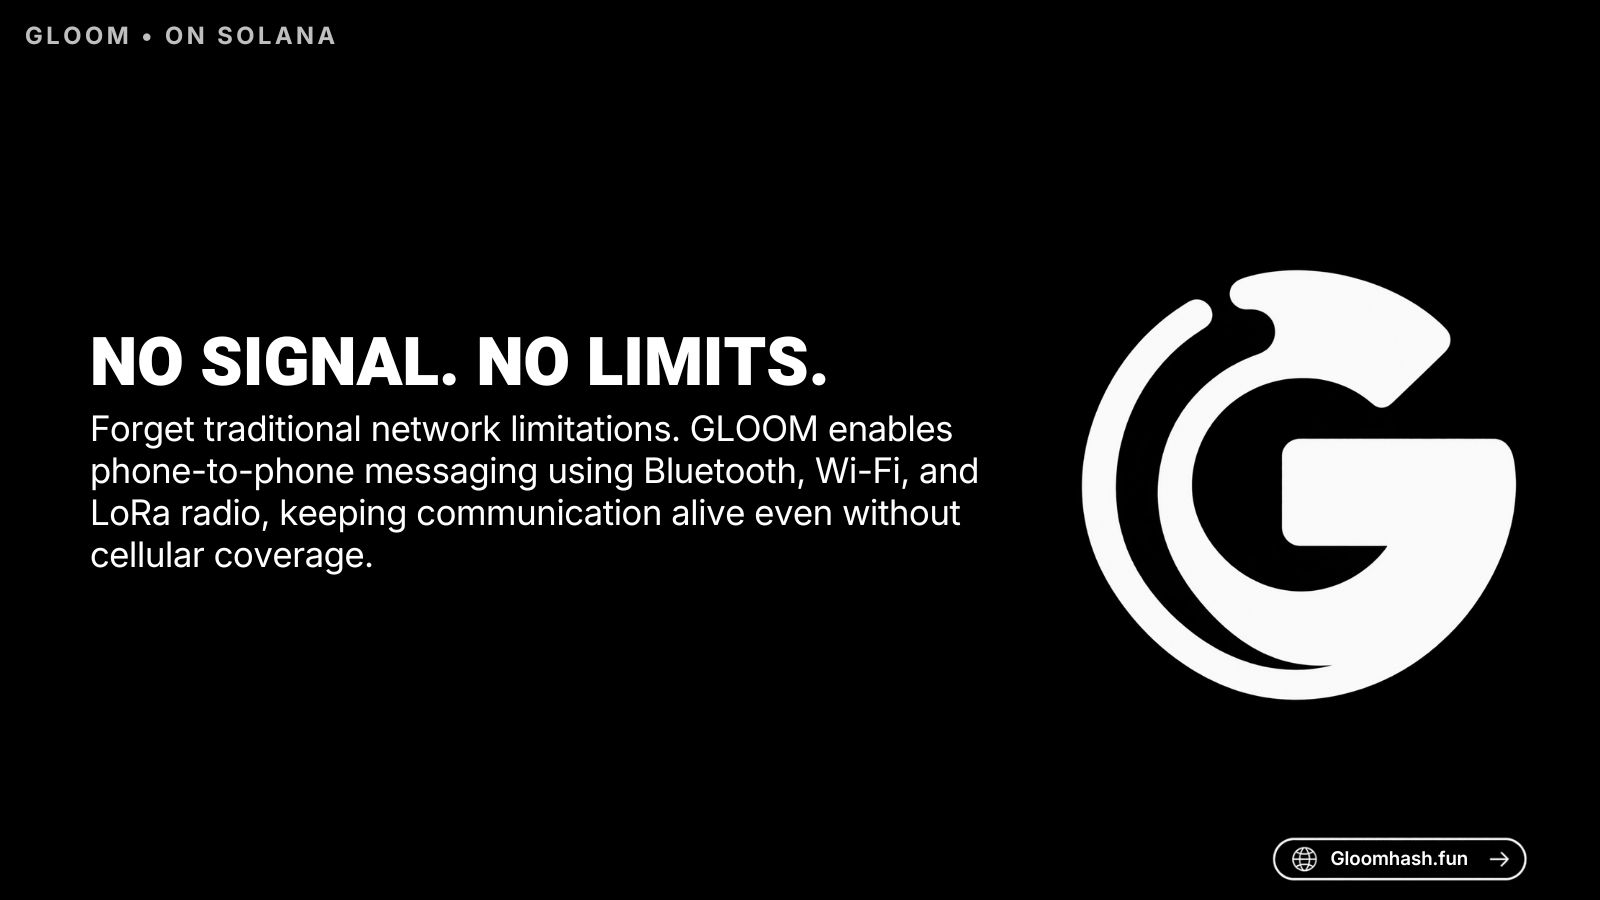 GLOOM • ON SOLANA
NO SIGNAL. NO LIMITS.
Forget traditional network limitations. GLOOM enables
phone-to-phone messaging using Bluetooth, Wi-Fi, and
LoRa radio, keeping communication alive even without
cellular coverage.
Gloomhash.fun